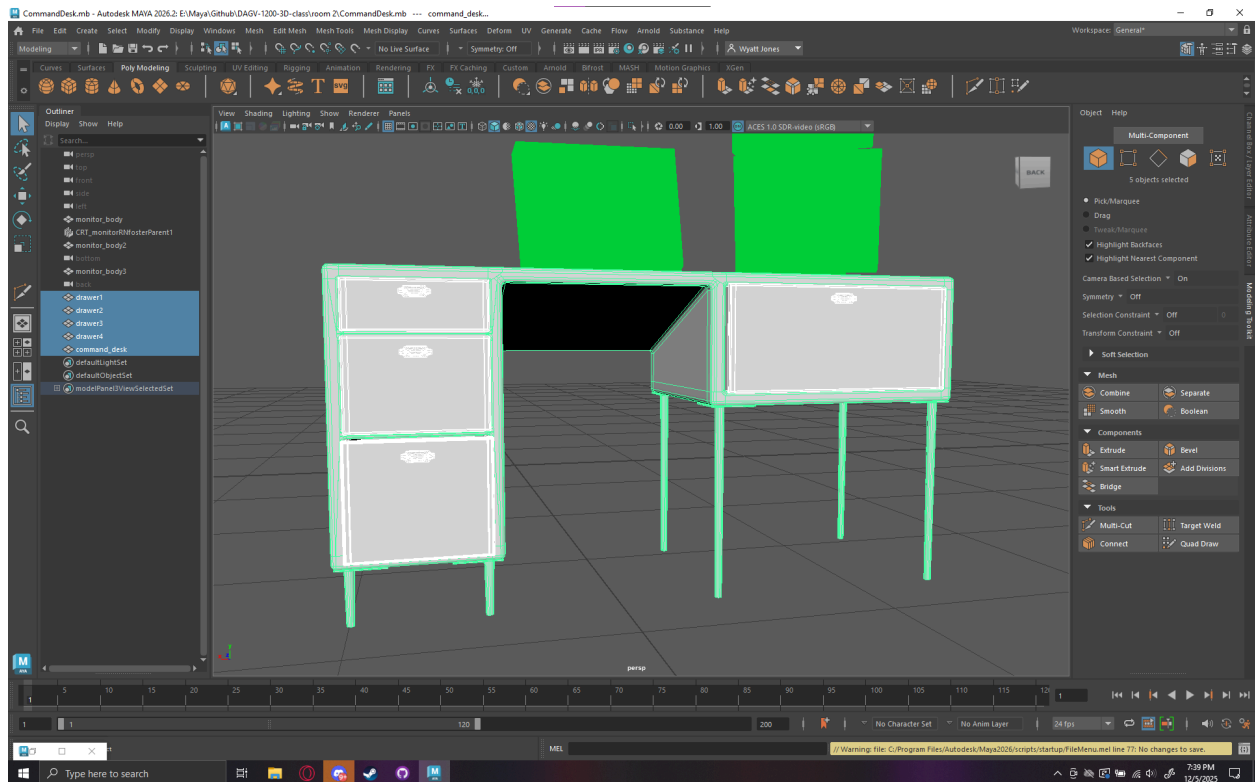 CommandDesk.mb - Autodesk MAYA 2026.2: E:\Maya\Github\DAGV-1200-3D-class\room 2\CommandDesk.mb --- command_desk...
File Edit Create Select Modify Display Windows Mesh Edit Mesh Mesh Tools Mesh Display Curves Surfaces Deform UV Generate Cache Flow Arnold Substance Help
Workspace: General*
Modeling No Live Surface Symmetry: Off Wyatt Jones
Curves Surfaces Poly Modeling Sculpting UV Editing Rigging Animation Rendering FX FX Caching Custom Arnold Bifrost MASH Motion Graphics XGen
T svg 0,0,0
Outliner
Display Show Help
Search...
persp
top
front
side
left
monitor_body
CRT_monitorRNfosterParent1
monitor_body2
bottom
monitor_body3
back
drawer1
drawer2
drawer3
drawer4
command_desk
defaultLightSet
defaultObjectSet
modelPanel3ViewSelectedSet
View Shading Lighting Show Renderer Panels
0.00 1.00 ACES 1.0 SDR-video (sRGB)
BACK
persp
Object Help
Multi-Component
5 objects selected
Pick/Marquee
Drag
Tweak/Marquee
Highlight Backfaces
Highlight Nearest Component
Camera Based Selection On
Symmetry Off
Selection Constraint Off 0
Transform Constraint Off
Soft Selection
Mesh
Combine Separate
Smooth Boolean
Components
Extrude Bevel
Smart Extrude Add Divisions
Bridge
Tools
Multi-Cut Target Weld
Connect Quad Draw
Channel Box / Layer Editor
Attribute Editor
Modeling Toolkit
1 5 10 15 20 25 30 35 40 45 50 55 60 65 70 75 80 85 90 95 100 105 110 115 120 1
1 1 120 200 No Character Set No Anim Layer 24 fps
MEL // Warning: file: C:/Program Files/Autodesk/Maya2026/scripts/startup/FileMenu.mel line 77: No changes to save.
Type here to search
7:39 PM
12/5/2025